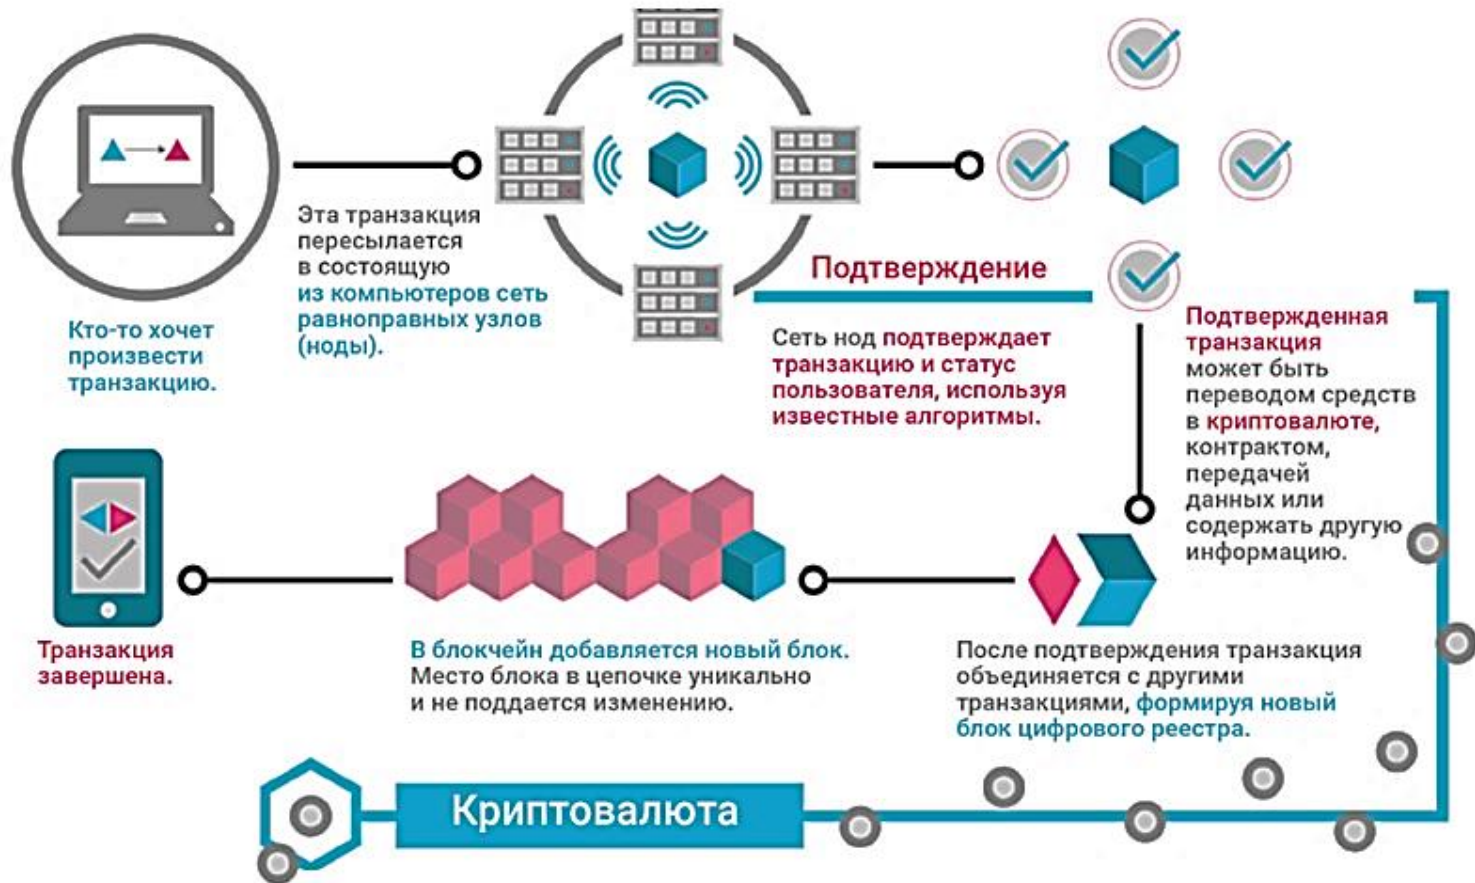 Кто-то хочет
произвести
транзакцию.
Эта транзакция
пересылается
в состоящую
из компьютеров сеть
равноправных узлов
(ноды).
Подтверждение
Сеть нод подтверждает
транзакцию и статус
пользователя, используя
известные алгоритмы.
Подтвержденная
транзакция
может быть
переводом средств
в криптовалюте,
контрактом,
передачей
данных или
содержать другую
информацию.
После подтверждения транзакция
объединяется с другими
транзакциями, формируя новый
блок цифрового реестра.
В блокчейн добавляется новый блок.
Место блока в цепочке уникально
и не поддается изменению.
Транзакция
завершена.
Криптовалюта